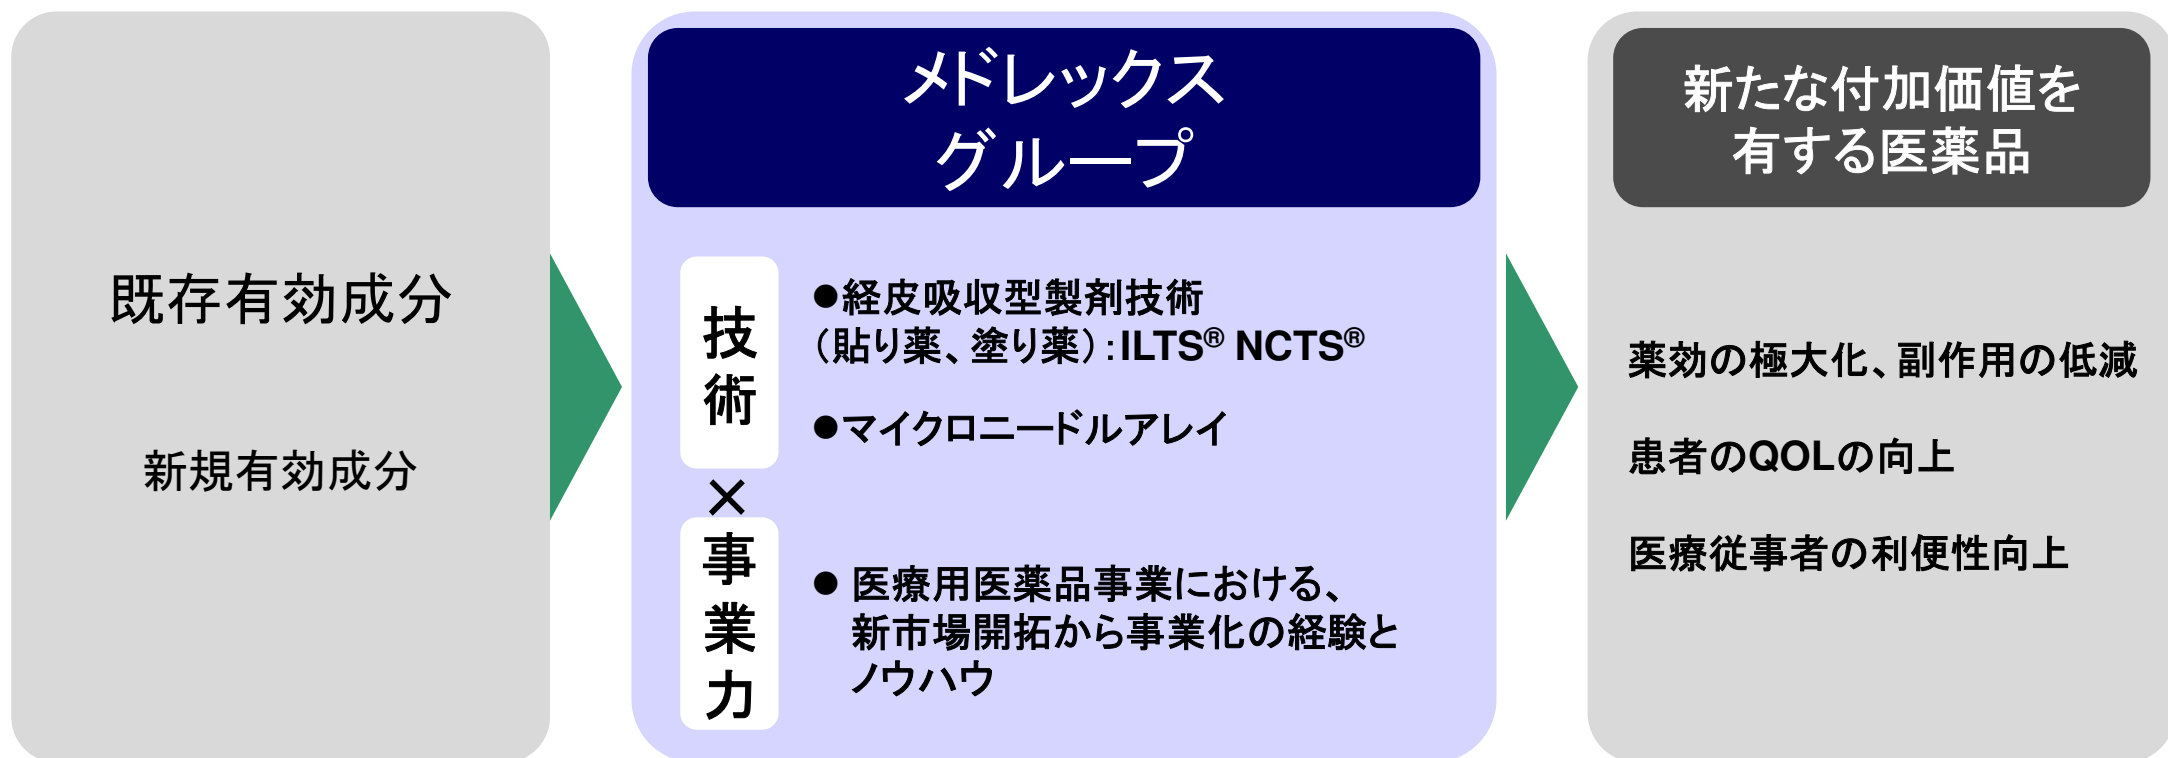 既存有効成分
新規有効成分
メドレックス
グループ
技
術
●経皮吸収型製剤技術
（貼り薬、塗り薬）：ILTS® NCTS®
●マイクロニードルアレイ
×
事
業
力
● 医療用医薬品事業における、
新市場開拓から事業化の経験と
ノウハウ
新たな付加価値を
有する医薬品
薬効の極大化、副作用の低減
患者のQOLの向上
医療従事者の利便性向上